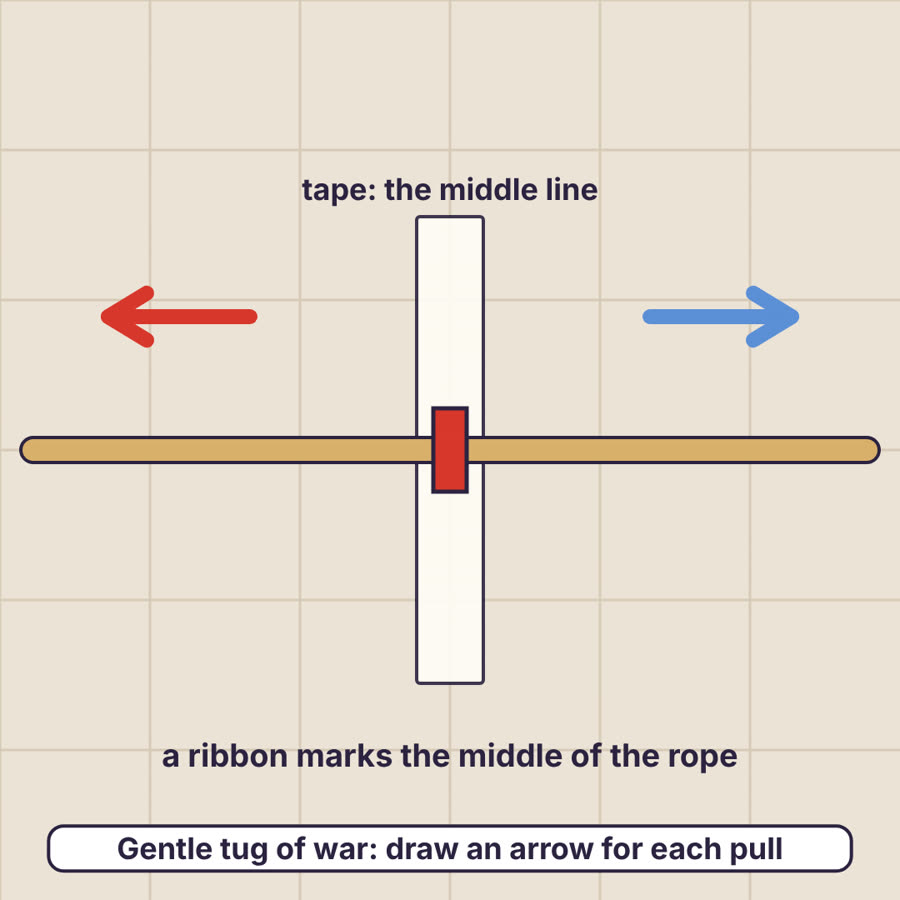 tape: the middle line
a ribbon marks the middle of the rope
Gentle tug of war: draw an arrow for each pull